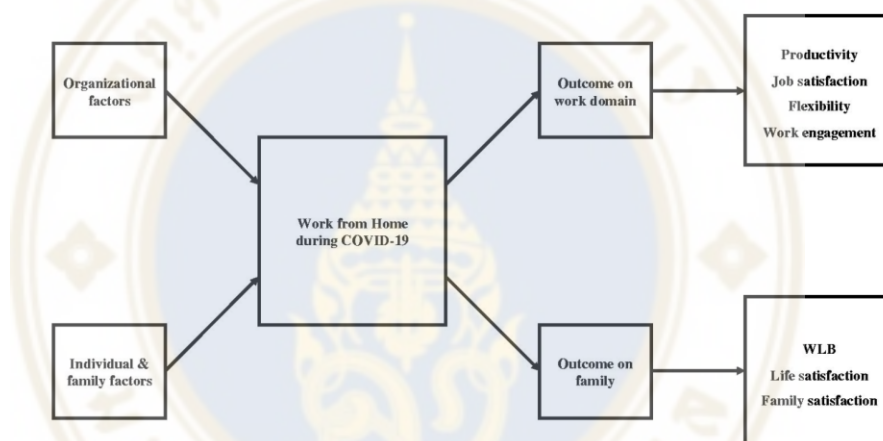 Organizational
factors
Individual &
family factors
Work from Home
during COVID-19
Outcome on
work domain
Outcome on
family
Productivity
Job satisfaction
Flexibility
Work engagement
WLB
Life satisfaction
Family satisfaction